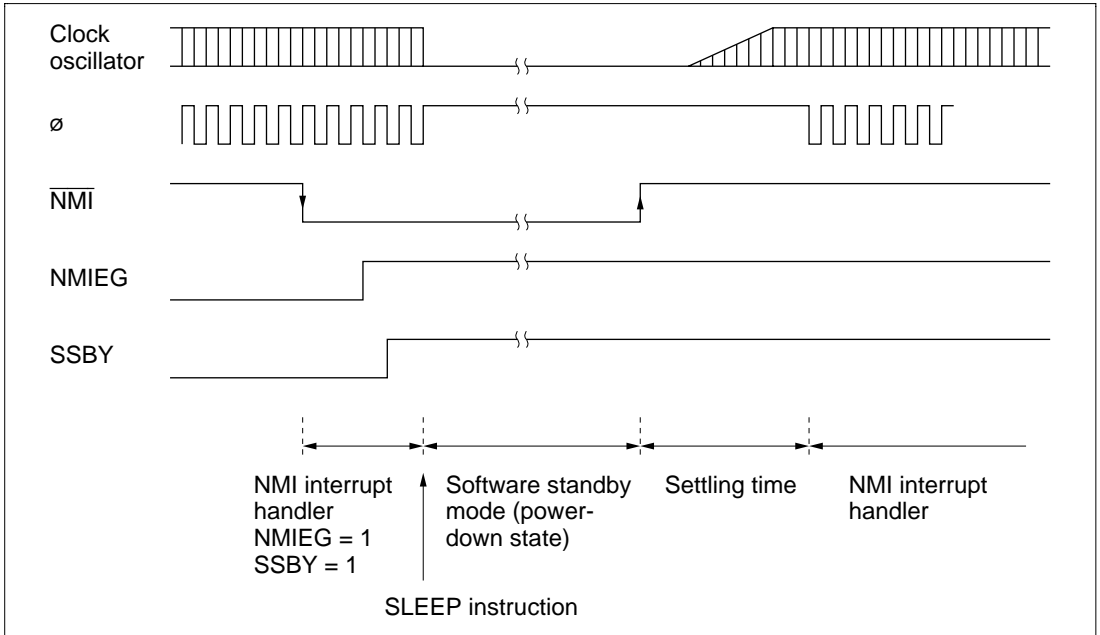 Clock
oscillator
ø
NMI
NMIEG
SSBY
NMI interrupt
handler
NMIEG = 1
SSBY = 1
Software standby
mode (power-
down state)
Settling time
NMI interrupt
handler
SLEEP instruction